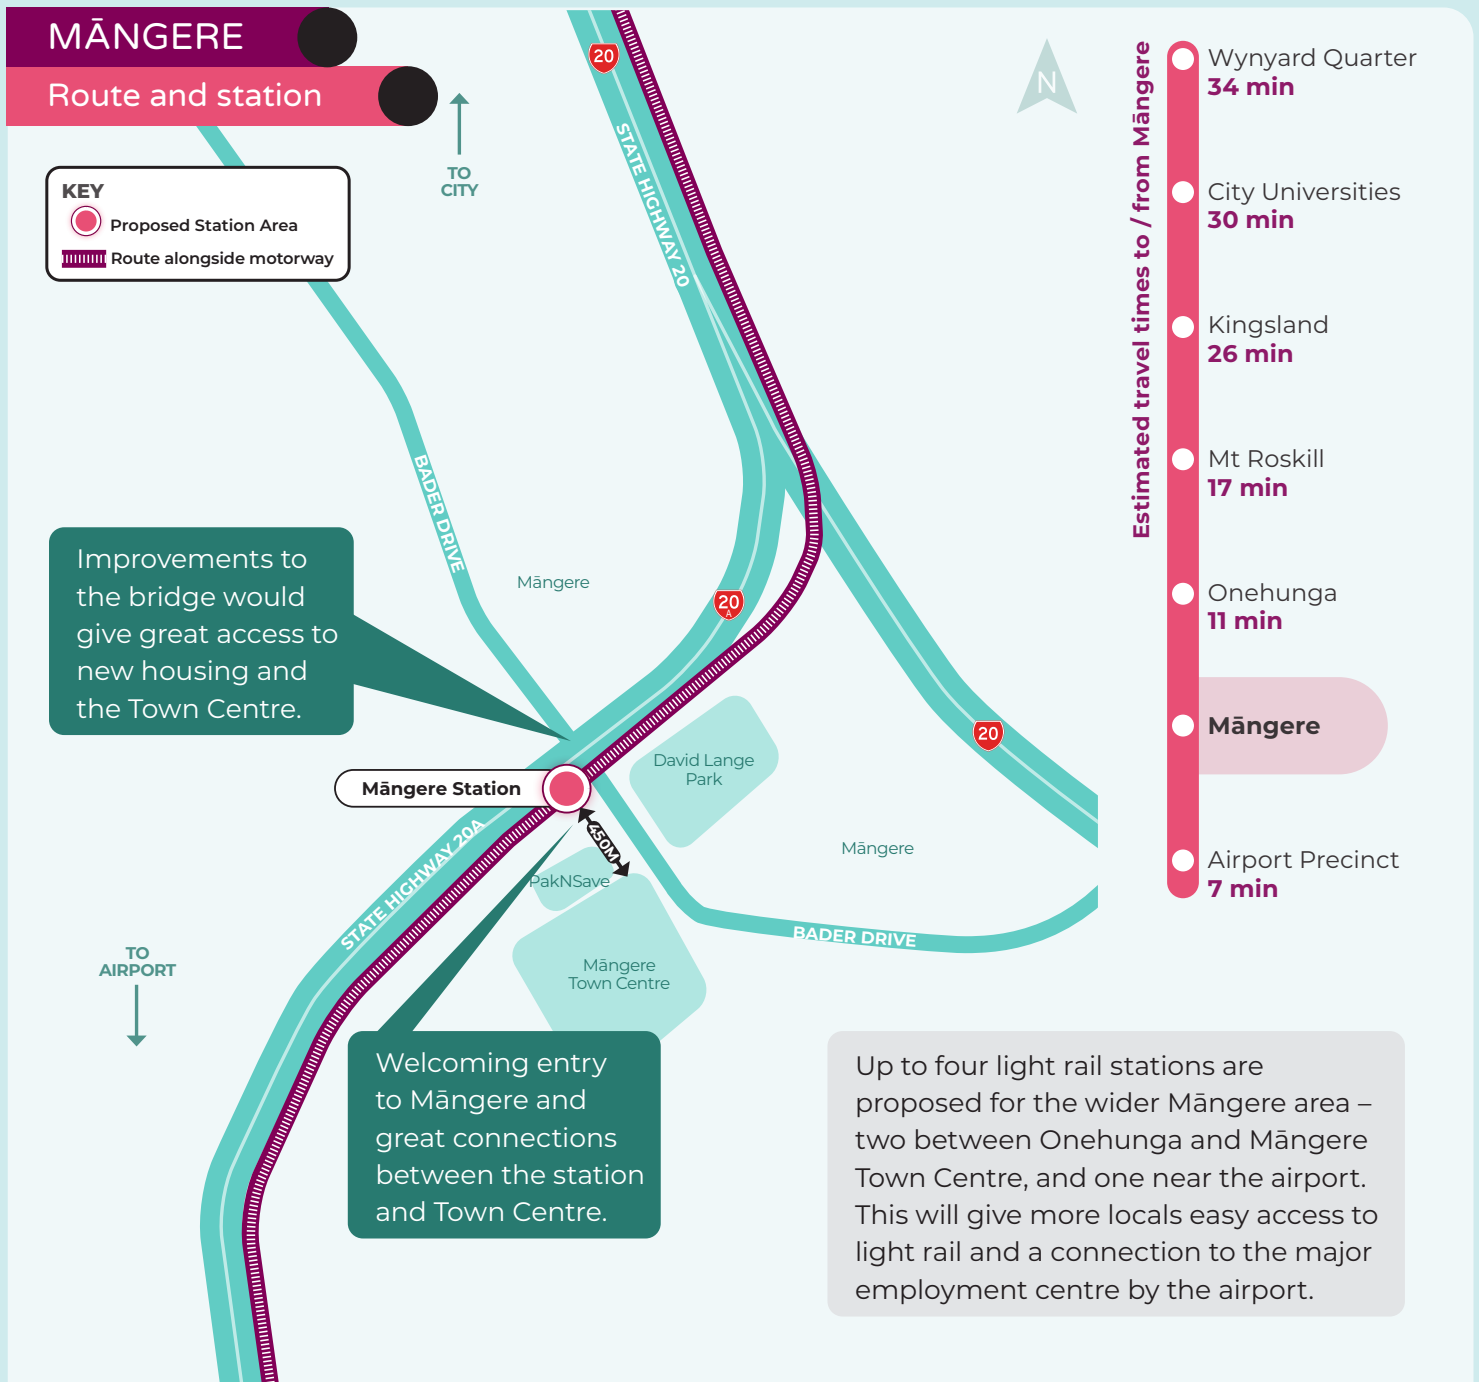 MĀNGERE
Route and station
KEY
Proposed Station Area
Route alongside motorway
TO
CITY
20
STATE HIGHWAY 20
N
BADER DRIVE
Māngere
20
A
Improvements to
the bridge would
give great access to
new housing and
the Town Centre.
Māngere Station
David Lange
Park
20
450M
Māngere
PakNSave
STATE HIGHWAY 20A
BADER DRIVE
Māngere
Town Centre
TO
AIRPORT
Welcoming entry
to Māngere and
great connections
between the station
and Town Centre.
Estimated travel times to / from Māngere
Wynyard Quarter
34 min
City Universities
30 min
Kingsland
26 min
Mt Roskill
17 min
Onehunga
11 min
Māngere
Airport Precinct
7 min
Up to four light rail stations are
proposed for the wider Māngere area –
two between Onehunga and Māngere
Town Centre, and one near the airport.
This will give more locals easy access to
light rail and a connection to the major
employment centre by the airport.